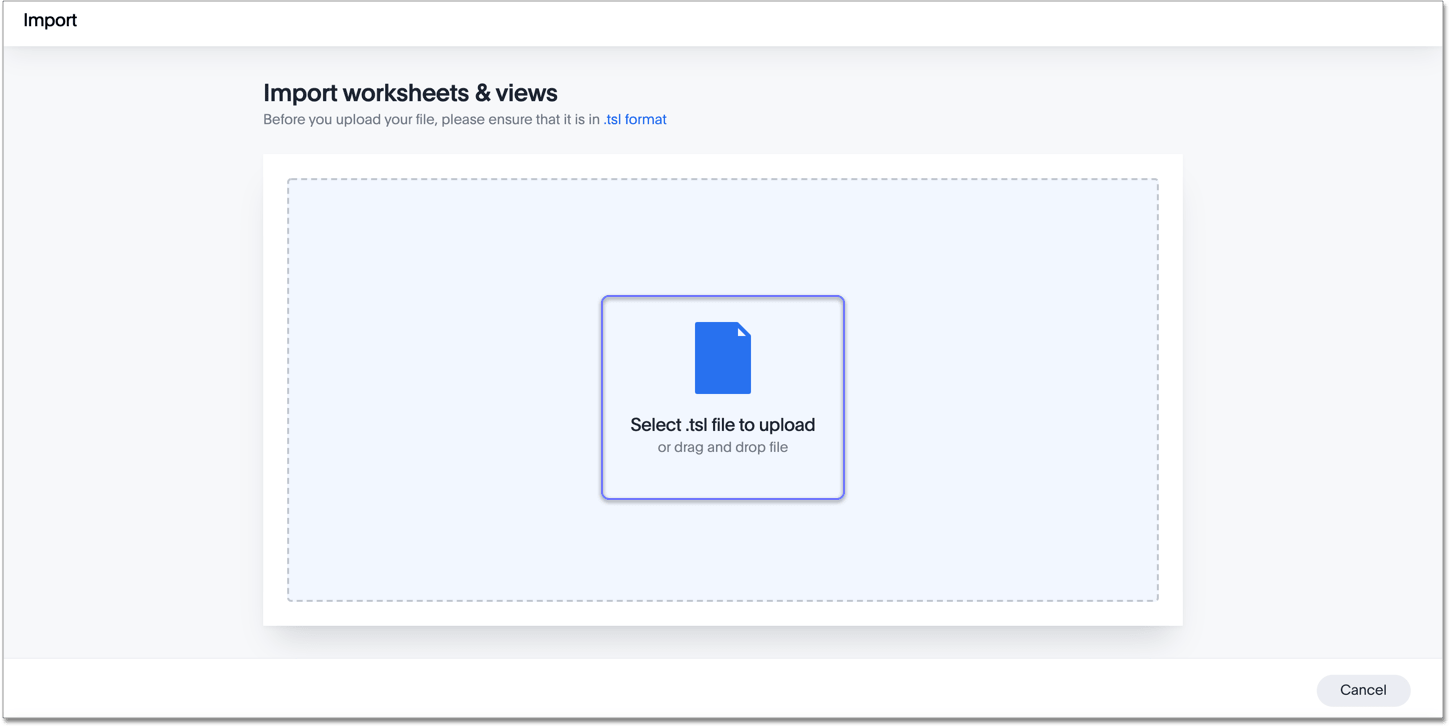 Import
Import worksheets & views
Before you upload your file, please ensure that it is in .tsl format
Select .tsl file to upload
or drag and drop file
Cancel